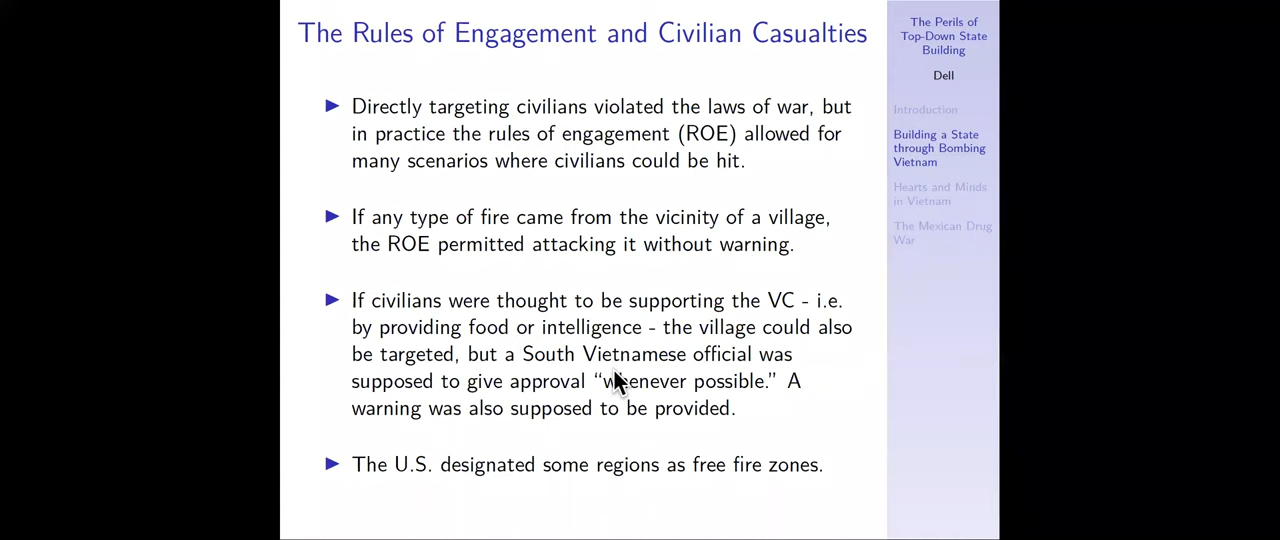 The Rules of Engagement and Civilian Casualties
Directly targeting civilians violated the laws of war, but
in practice the rules of engagement (ROE) allowed for
many scenarios where civilians could be hit.
If any type of fire came from the vicinity of a village,
the ROE permitted attacking it without warning.
If civilians were thought to be supporting the VC - i.e.
by providing food or intelligence - the village could also
be targeted, but a South Vietnamese official was
supposed to give approval “whenever possible.” A
warning was also supposed to be provided.
The U.S. designated some regions as free fire zones.
The Perils of
Top-Down State
Building
Dell
Introduction
Building a State
through Bombing
Vietnam
Hearts and Minds
in Vietnam
The Mexican Drug
War